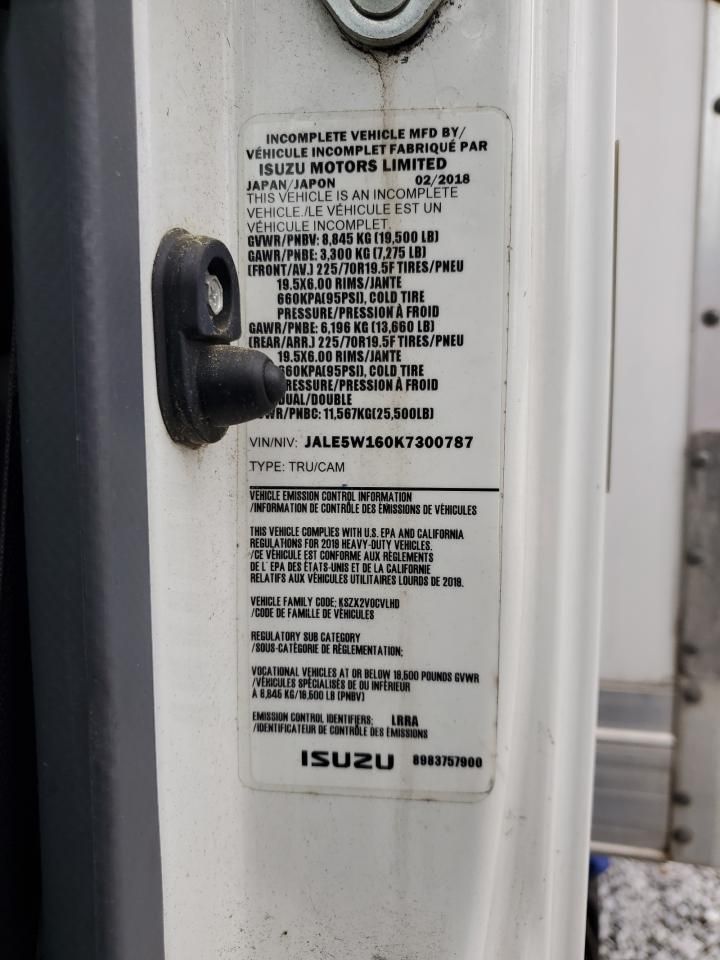 INCOMPLETE VEHICLE MFD BY/
VÉHICULE INCOMPLET FABRIQUÉ PAR
ISUZU MOTORS LIMITED
JAPAN/JAPON 02/2018
THIS VEHICLE IS AN INCOMPLETE
VEHICLE./LE VÉHICULE EST UN
VÉHICULE INCOMPLET.
GVWR/PNBV: 8,845 KG (19,500 LB)
GAWR/PNBE: 3,300 KG (7,275 LB)
(FRONT/AV.) 225/70R19.5F TIRES/PNEU
19.5X6.00 RIMS/JANTE
660KPA(95PSI), COLD TIRE
PRESSURE/PRESSION À FROID
GAWR/PNBE: 6,196 KG (13,660 LB)
(REAR/ARR.) 225/70R19.5F TIRES/PNEU
19.5X6.00 RIMS/JANTE
660KPA(95PSI), COLD TIRE
RESSURE/PRESSION À FROID
DUAL/DOUBLE
WR/PNBC: 11,567KG(25,500LB)
VIN/NIV: JALE5W160K7300787
TYPE: TRU/CAM
VEHICLE EMISSION CONTROL INFORMATION
/INFORMATION DE CONTRÔLE DES ÉMISSIONS DE VÉHICULES
THIS VEHICLE COMPLIES WITH U.S. EPA AND CALIFORNIA
REGULATIONS FOR 2019 HEAVY-DUTY VEHICLES.
/CE VÉHICULE EST CONFORME AUX RÈGLEMENTS
DE L' EPA DES ÉTATS-UNIS ET DE LA CALIFORNIE
RELATIFS AUX VÉHICULES UTILITAIRES LOURDS DE 2019.
VEHICLE FAMILY CODE; KSZX2VOCVLHD
/CODE DE FAMILLE DE VÉHICULES
REGULATORY SUB CATEGORY
/SOUS-CATÉGORIE DE RÈGLEMENTATION;
VOCATIONAL VEHICLES AT OR BELOW 19,500 POUNDS GVWR
/VÉHICULES SPÉCIALISÉS DE OU INFÉRIEUR
À 8,845 KG/19,500 LB (PNBV)
EMISSION CONTROL IDENTIFIERS; LRRA
/IDENTIFICATEUR DE CONTRÔLE DES ÉMISSIONS
ISUZU 8983757900